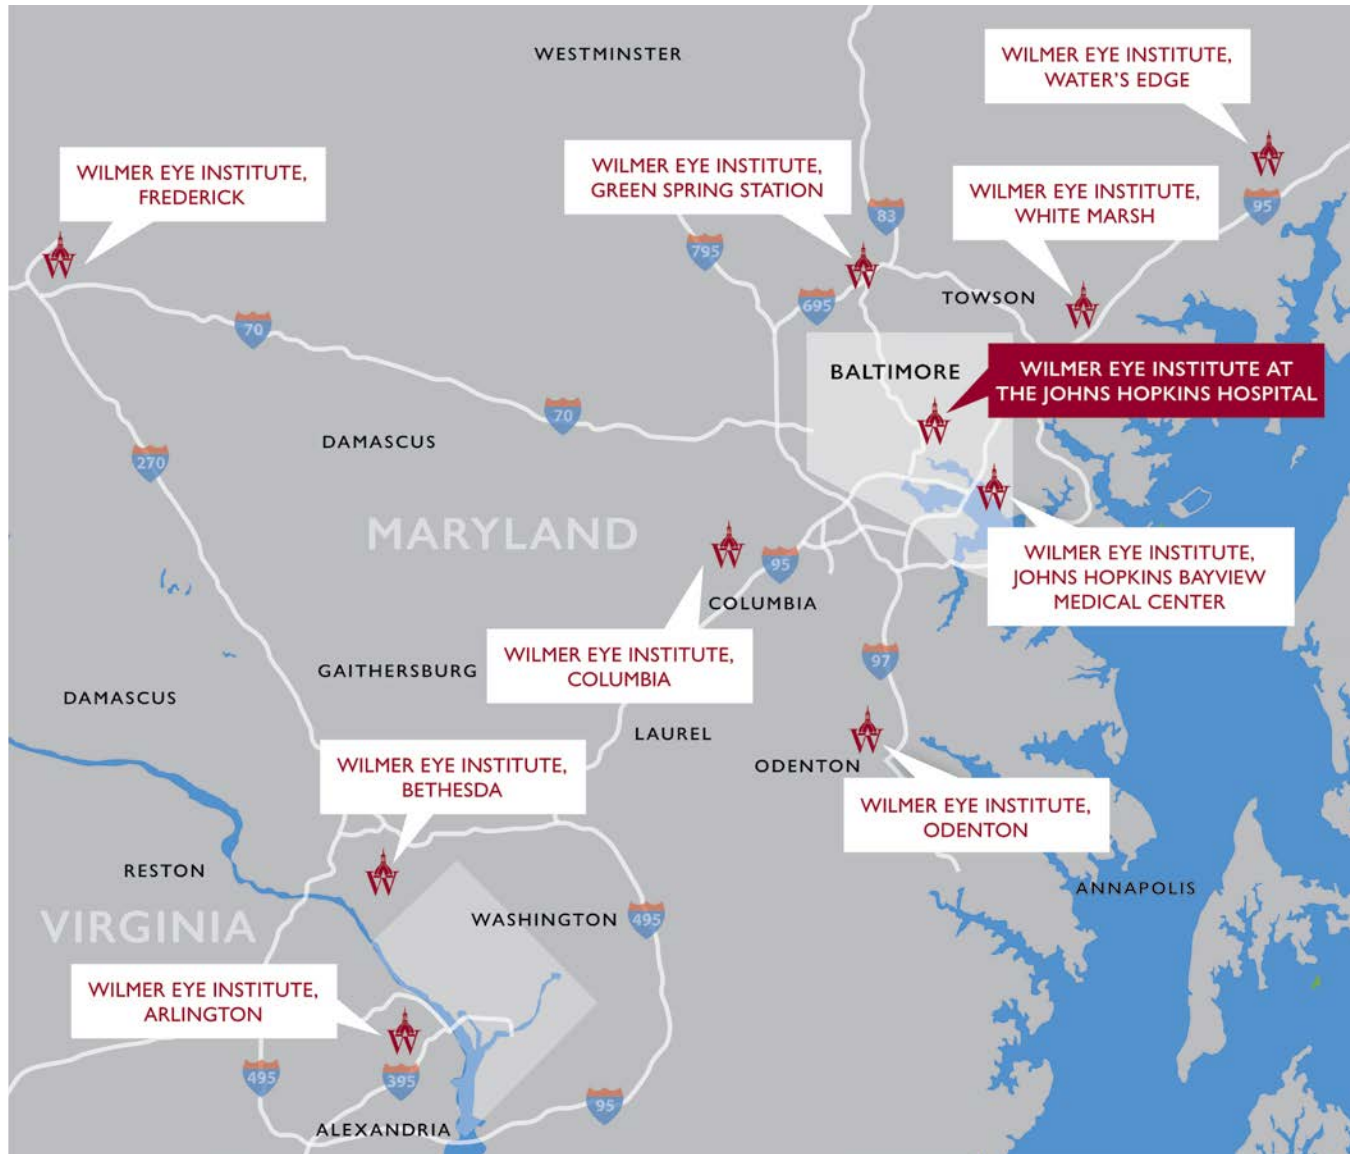 WESTMINSTER
WILMER EYE INSTITUTE,
WATER'S EDGE
WILMER EYE INSTITUTE,
FREDERICK
WILMER EYE INSTITUTE,
GREEN SPRING STATION
WILMER EYE INSTITUTE,
WHITE MARSH
83
95
795
695
TOWSON
70
BALTIMORE
WILMER EYE INSTITUTE AT
THE JOHNS HOPKINS HOSPITAL
70
DAMASCUS
270
MARYLAND
95
WILMER EYE INSTITUTE,
JOHNS HOPKINS BAYVIEW
MEDICAL CENTER
COLUMBIA
WILMER EYE INSTITUTE,
COLUMBIA
97
GAITHERSBURG
DAMASCUS
LAUREL
ODENTON
WILMER EYE INSTITUTE,
BETHESDA
WILMER EYE INSTITUTE,
ODENTON
RESTON
ANNAPOLIS
VIRGINIA
WASHINGTON
495
WILMER EYE INSTITUTE,
ARLINGTON
495
395
95
ALEXANDRIA
W
W
W
W
W
W
W
W
W
W